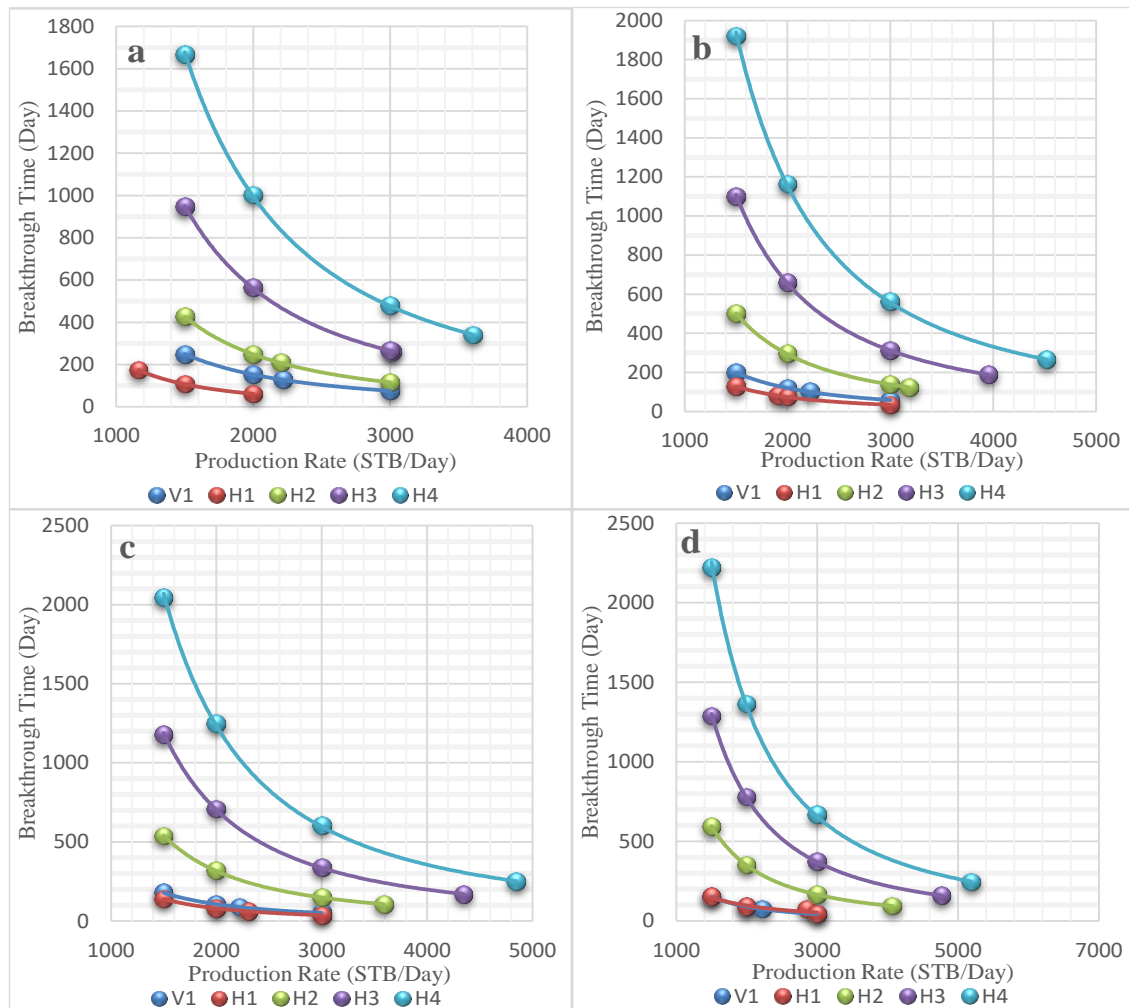 a
1800
1600
1400
1200
1000
800
600
400
200
0
Breakthrough Time (Day)
1000 2000 3000 4000
Production Rate (STB/Day)
V1 H1 H2 H3 H4
b
2000
1800
1600
1400
1200
1000
800
600
400
200
0
Breakthrough Time (Day)
1000 2000 3000 4000 5000
Production Rate (STB/Day)
V1 H1 H2 H3 H4
c
2500
2000
1500
1000
500
0
Breakthrough Time (Day)
1000 2000 3000 4000 5000
Production Rate (STB/Day)
V1 H1 H2 H3 H4
d
2500
2000
1500
1000
500
0
Breakthrough Time (Day)
1000 3000 5000 7000
Production Rate (STB/Day)
V1 H1 H2 H3 H4